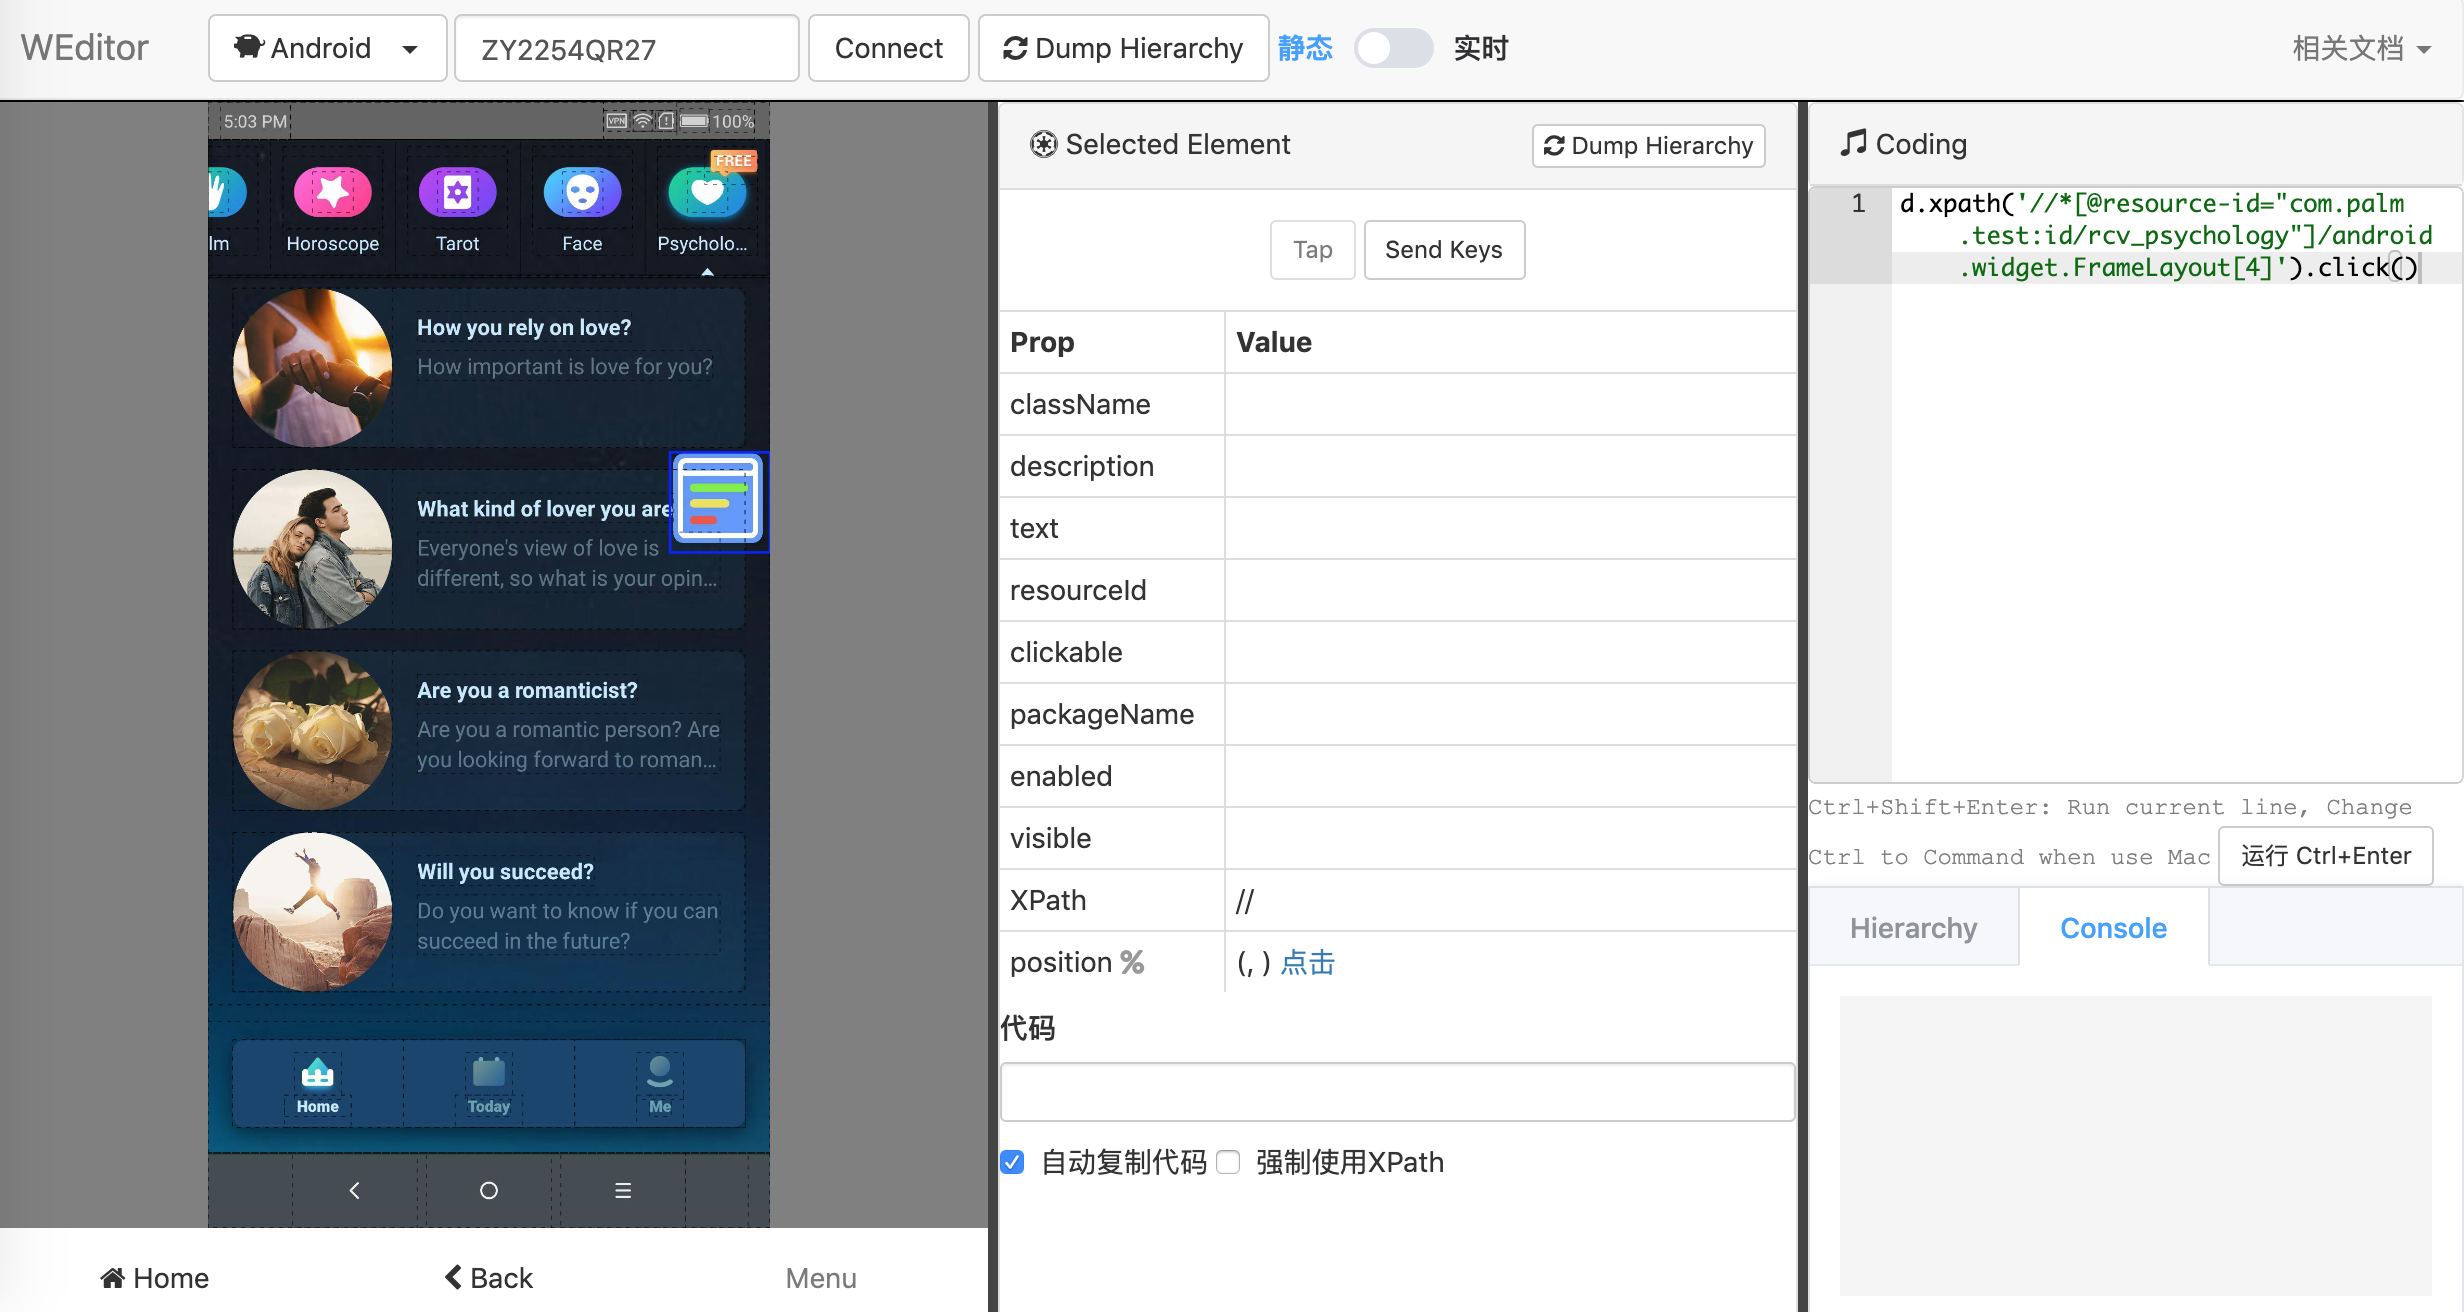 WEditor
Android
ZY2254QR27
Connect
Dump Hierarchy
静态
实时
相关文档
5:03 PM
VPN
100%
FREE
lm
Horoscope
Tarot
Face
Psycholo...
How you rely on love?
How important is love for you?
What kind of lover you are
Everyone's view of love is
different, so what is your opin...
Are you a romanticist?
Are you a romantic person? Are
you looking forward to roman...
Will you succeed?
Do you want to know if you can
succeed in the future?
Home
Today
Me
Home
Back
Menu
Selected Element
Dump Hierarchy
Tap
Send Keys
Prop Value
className
description
text
resourceId
clickable
packageName
enabled
visible
XPath //
position % (, ) 点击
代码
自动复制代码
强制使用XPath
Coding
1 d.xpath('//*[@resource-id="com.palm
.test:id/rcv_psychology"]/android
.widget.FrameLayout[4]').click()
Ctrl+Shift+Enter: Run current line, Change
Ctrl to Command when use Mac
运行 Ctrl+Enter
Hierarchy
Console